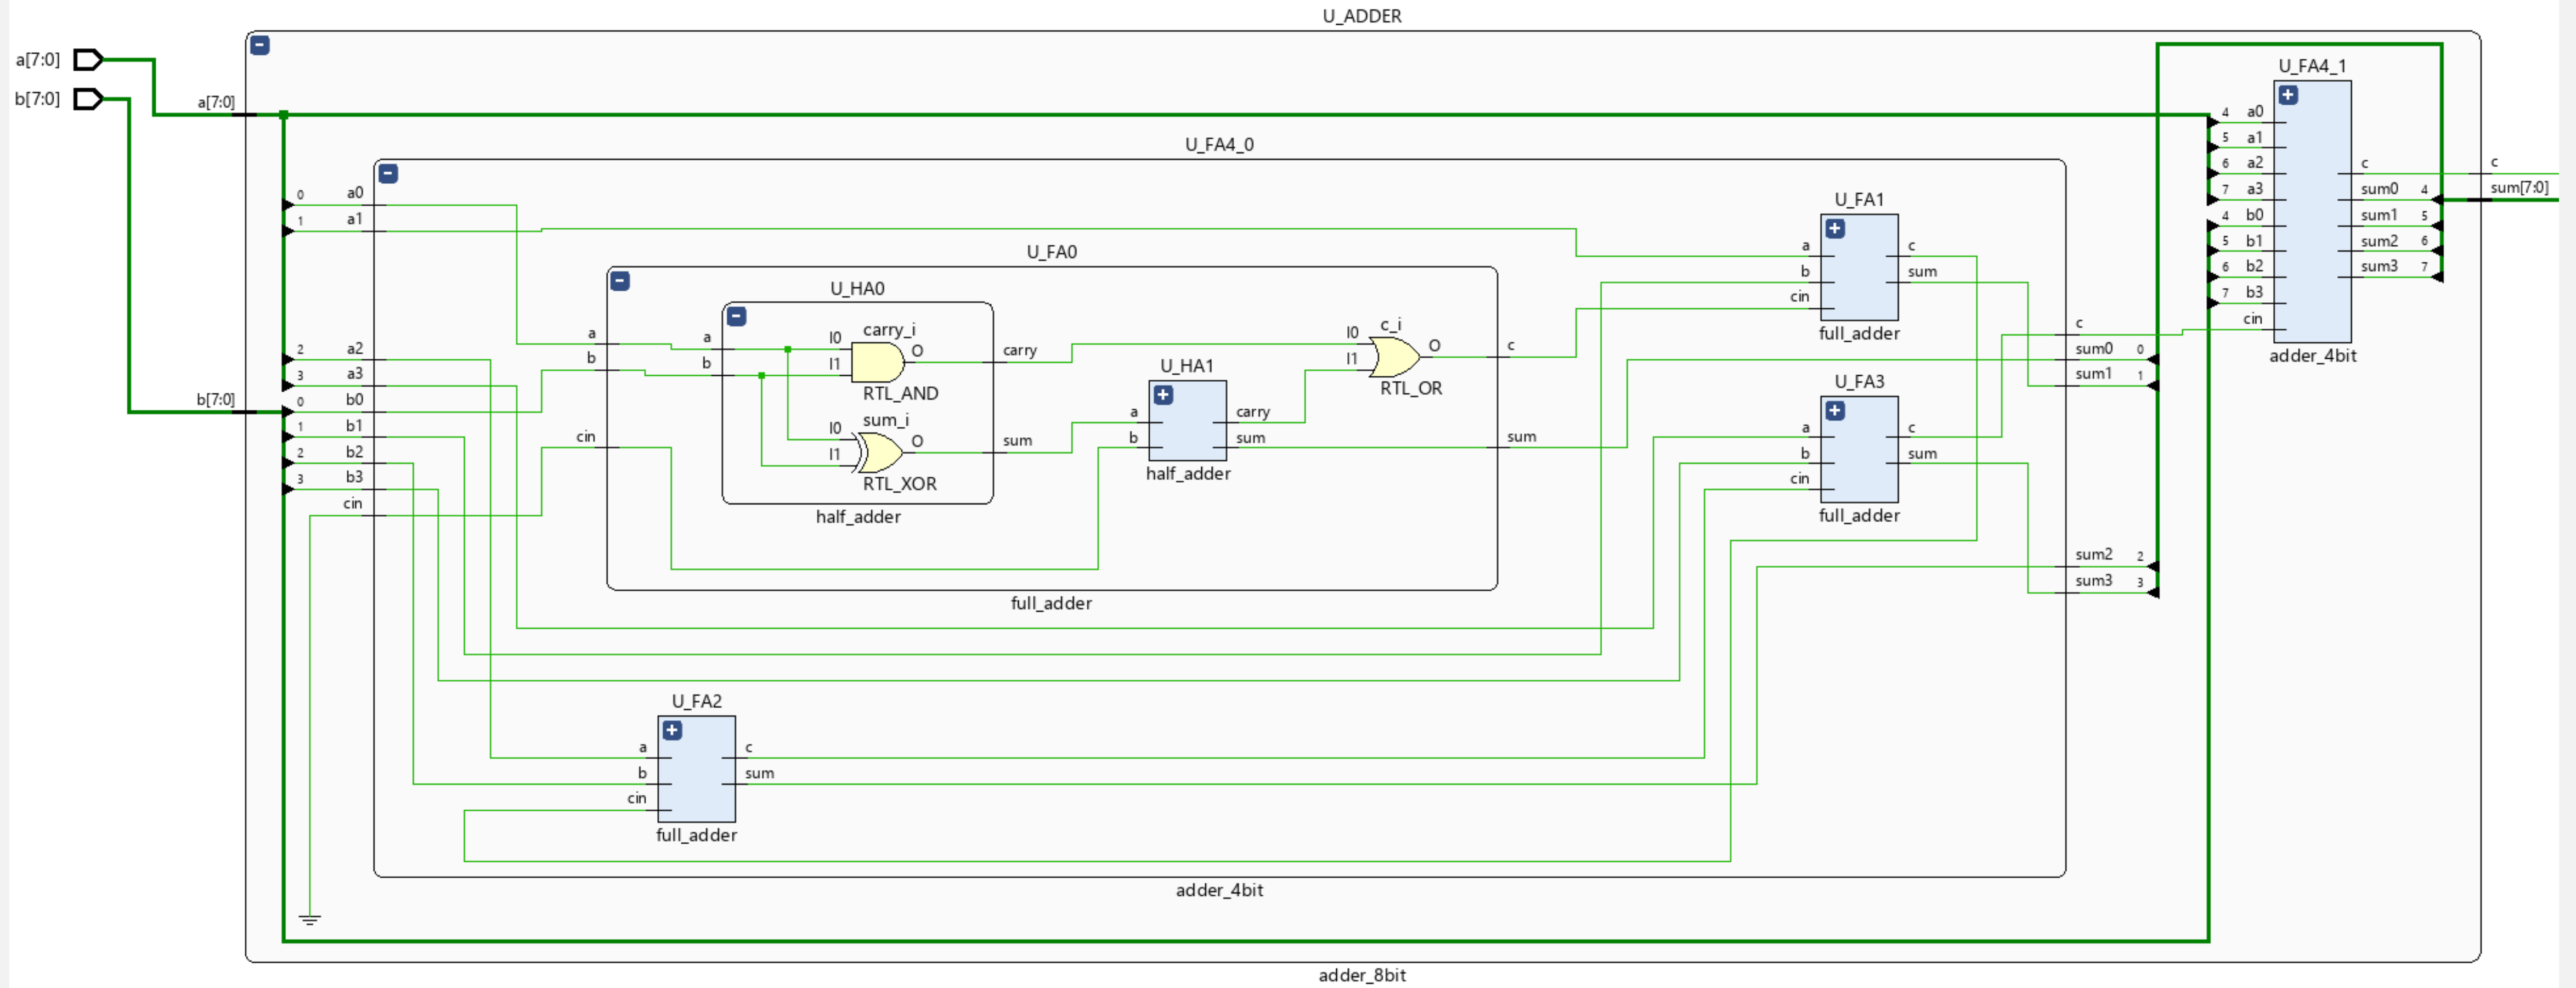 U_ADDER
a[7:0]
b[7:0]
a[7:0]
b[7:0]
U_FA4_0
0 a0
1 a1
2 a2
3 a3
0 b0
1 b1
2 b2
3 b3
cin
U_FA0
a
b
cin
U_HA0
a
b
carry_i
I0
I1
O
RTL_AND
sum_i
I0
I1
O
RTL_XOR
half_adder
carry
sum
U_HA1
a
b
carry
sum
half_adder
c_i
I0
I1
O
RTL_OR
c
sum
full_adder
U_FA1
a
b
cin
c
sum
full_adder
U_FA3
a
b
cin
c
sum
full_adder
U_FA2
a
b
cin
c
sum
full_adder
c
sum0 0
sum1 1
sum2 2
sum3 3
adder_4bit
U_FA4_1
4 a0
5 a1
6 a2
7 a3
4 b0
5 b1
6 b2
7 b3
cin
c
sum0 4
sum1 5
sum2 6
sum3 7
adder_4bit
c
sum[7:0]
adder_8bit